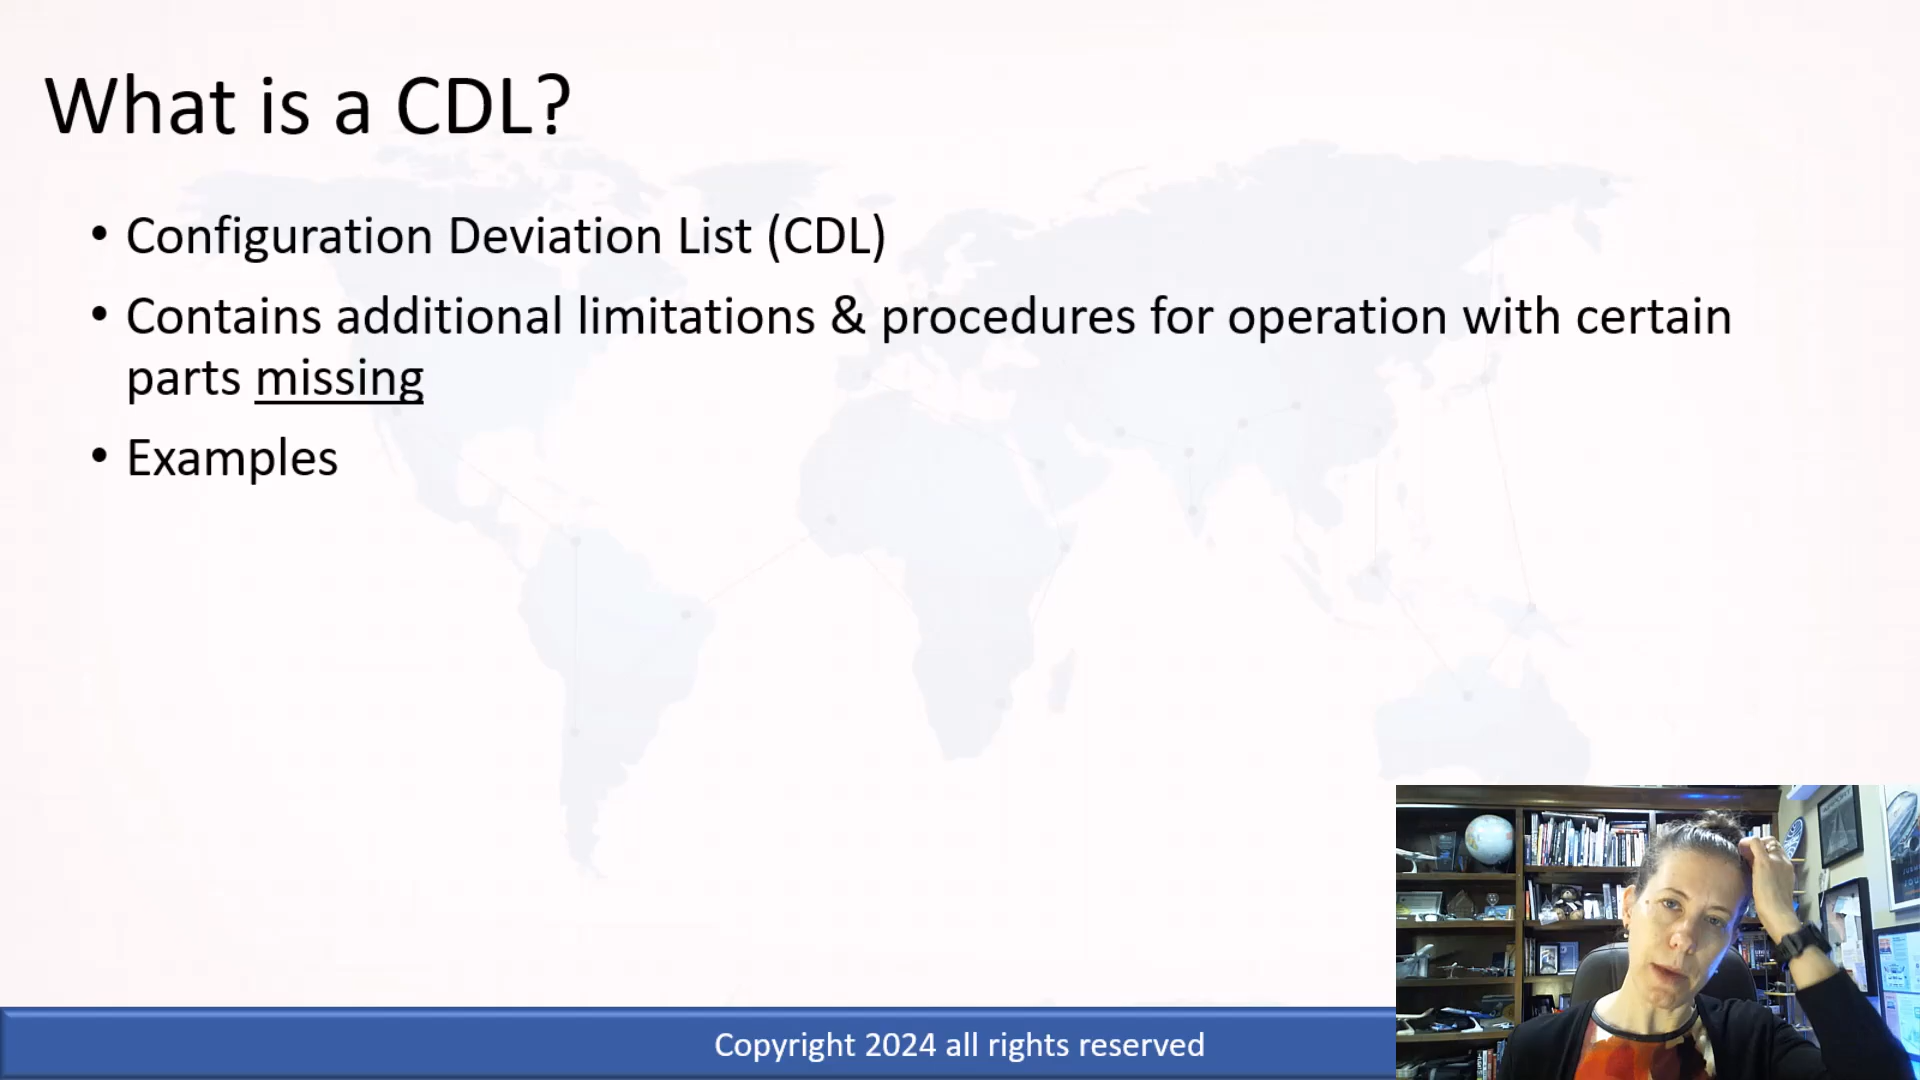 What is a CDL?
• Configuration Deviation List (CDL)
• Contains additional limitations & procedures for operation with certain
parts missing
• Examples
Copyright 2024 all rights reserved